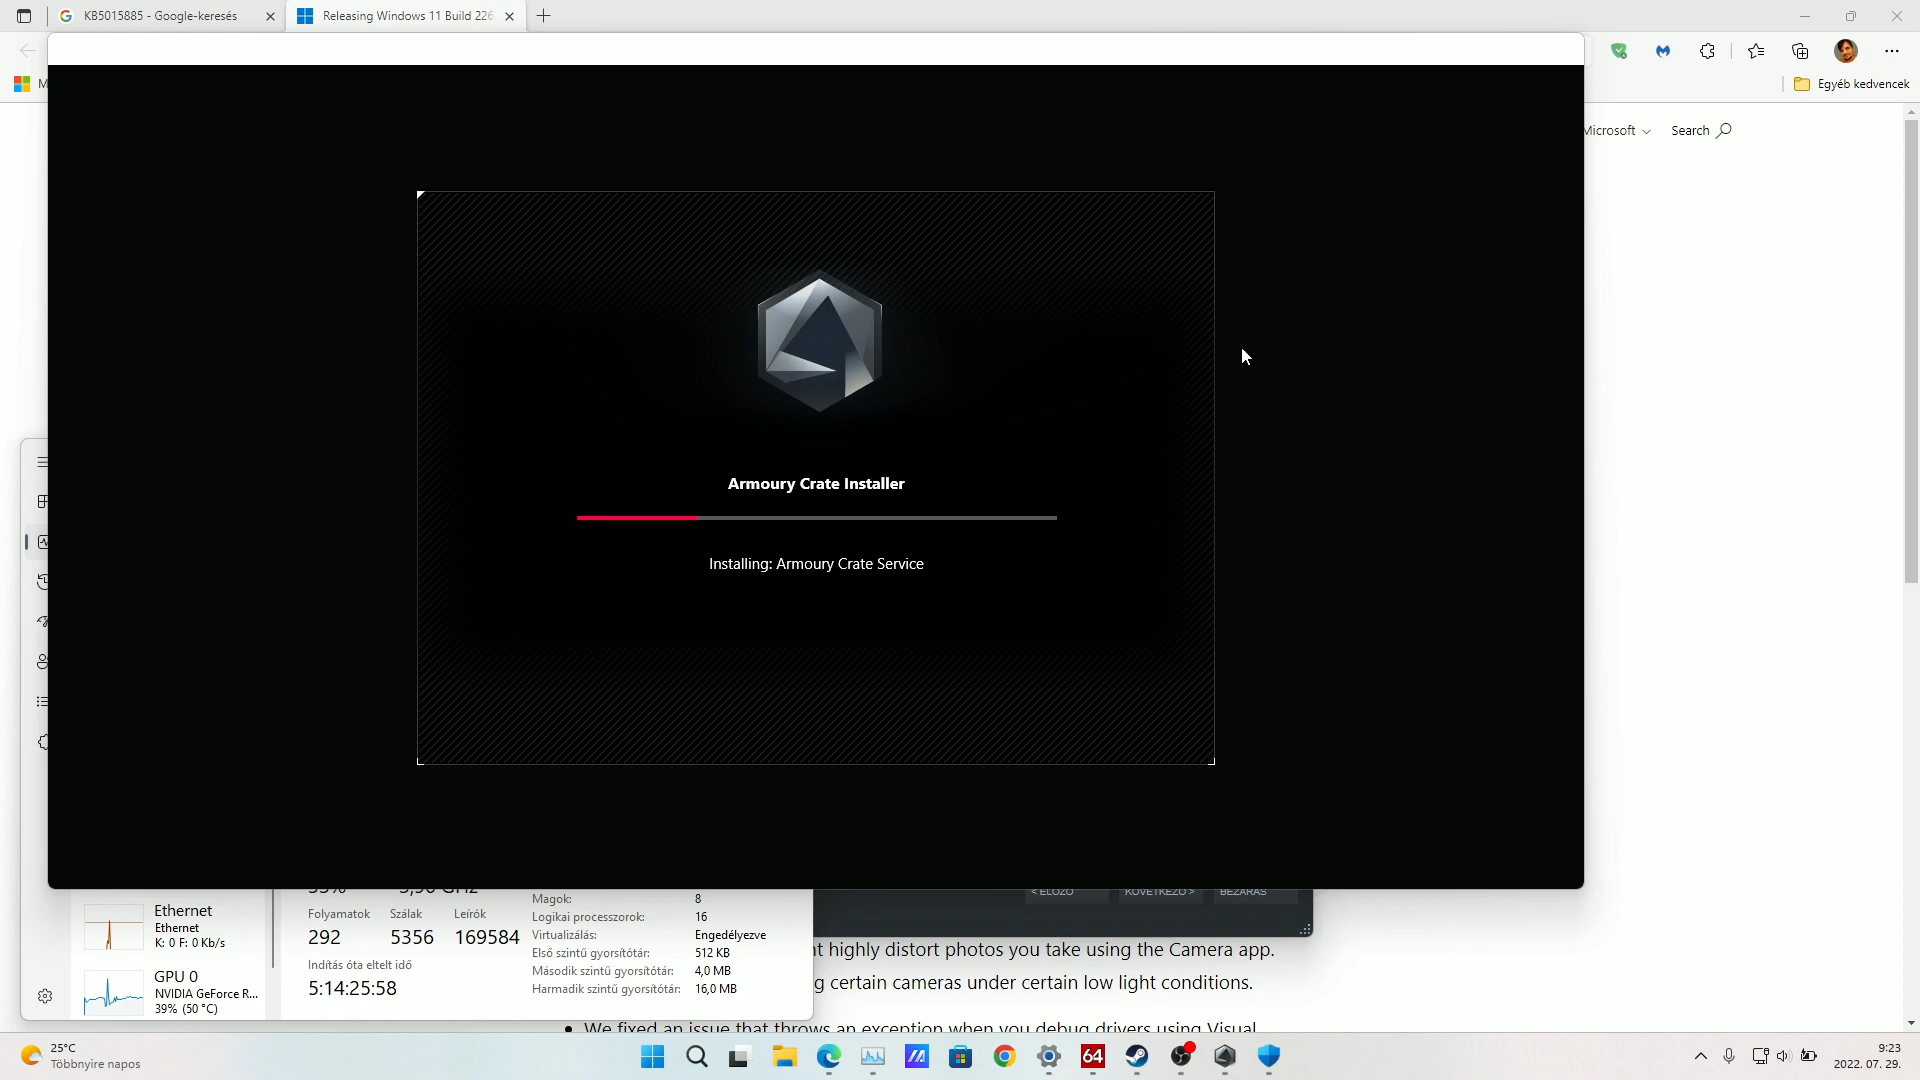 KB5015885 - Google-keresés
Releasing Windows 11 Build 226
M
Egyéb kedvencek
Microsoft
Search
Armoury Crate Installer
Installing: Armoury Crate Service
< ELŐZŐ
KÖVETKEZŐ >
BEZÁRÁS
Ethernet
Ethernet
K: 0 F: 0 Kb/s
GPU 0
NVIDIA GeForce R...
39% (50 °C)
Folyamatok Szálak Leírók
292 5356 169584
Indítás óta eltelt idő
5:14:25:58
Magok: 8
Logikai processzorok: 16
Virtualizálás: Engedélyezve
Első szintű gyorsítótár: 512 KB
Második szintű gyorsítótár: 4,0 MB
Harmadik szintű gyorsítótár: 16,0 MB
t highly distort photos you take using the Camera app.
g certain cameras under certain low light conditions.
• We fixed an issue that throws an exception when you debug drivers using Visual
25°C
Többnyire napos
64
9:23
2022. 07. 29.